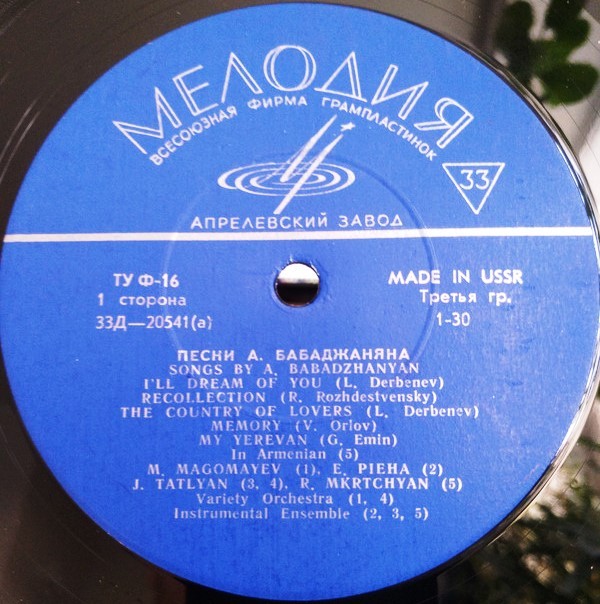 МЕЛОДИЯ
ВСЕСОЮЗНАЯ ФИРМА ГРАМПЛАСТИНОК
33
АПРЕЛЕВСКИЙ ЗАВОД
ТУ Ф-16
1 сторона
33Д—20541(а)
MADE IN USSR
Третья гр.
1-30
ПЕСНИ А. БАБАДЖАНЯНА
SONGS BY A. BABADZHANYAN
I'LL DREAM OF YOU (L. Derbenev)
RECOLLECTION (R. Rozhdestvensky)
THE COUNTRY OF LOVERS (L. Derbenev)
MEMORY (V. Orlov)
MY YEREVAN (G. Emin)
In Armenian (5)
M. MAGOMAYEV (1), E. PIEHA (2)
J. TATLYAN (3, 4), R. MKRTCHYAN (5)
Variety Orchestra (1, 4)
Instrumental Ensemble (2, 3, 5)